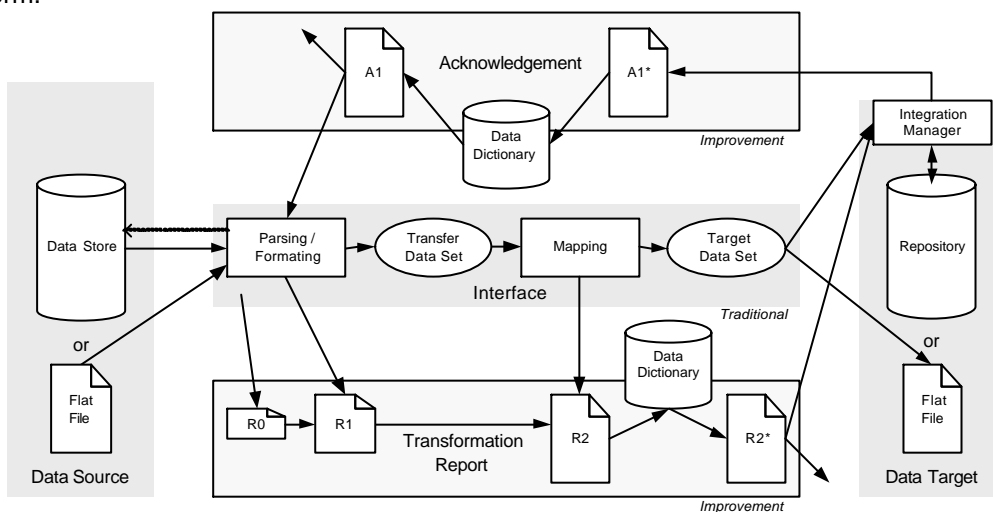 A1
Acknowledgement
A1*
Data
Dictionary
Improvement
Integration
Manager
Data Store
Parsing /
Formating
Transfer
Data Set
Mapping
Target
Data Set
Repository
Interface
Traditional
or
Flat
File
Data Source
Data
Dictionary
or
Flat
File
Data Target
R0
R1
Transformation
Report
R2
R2*
Improvement